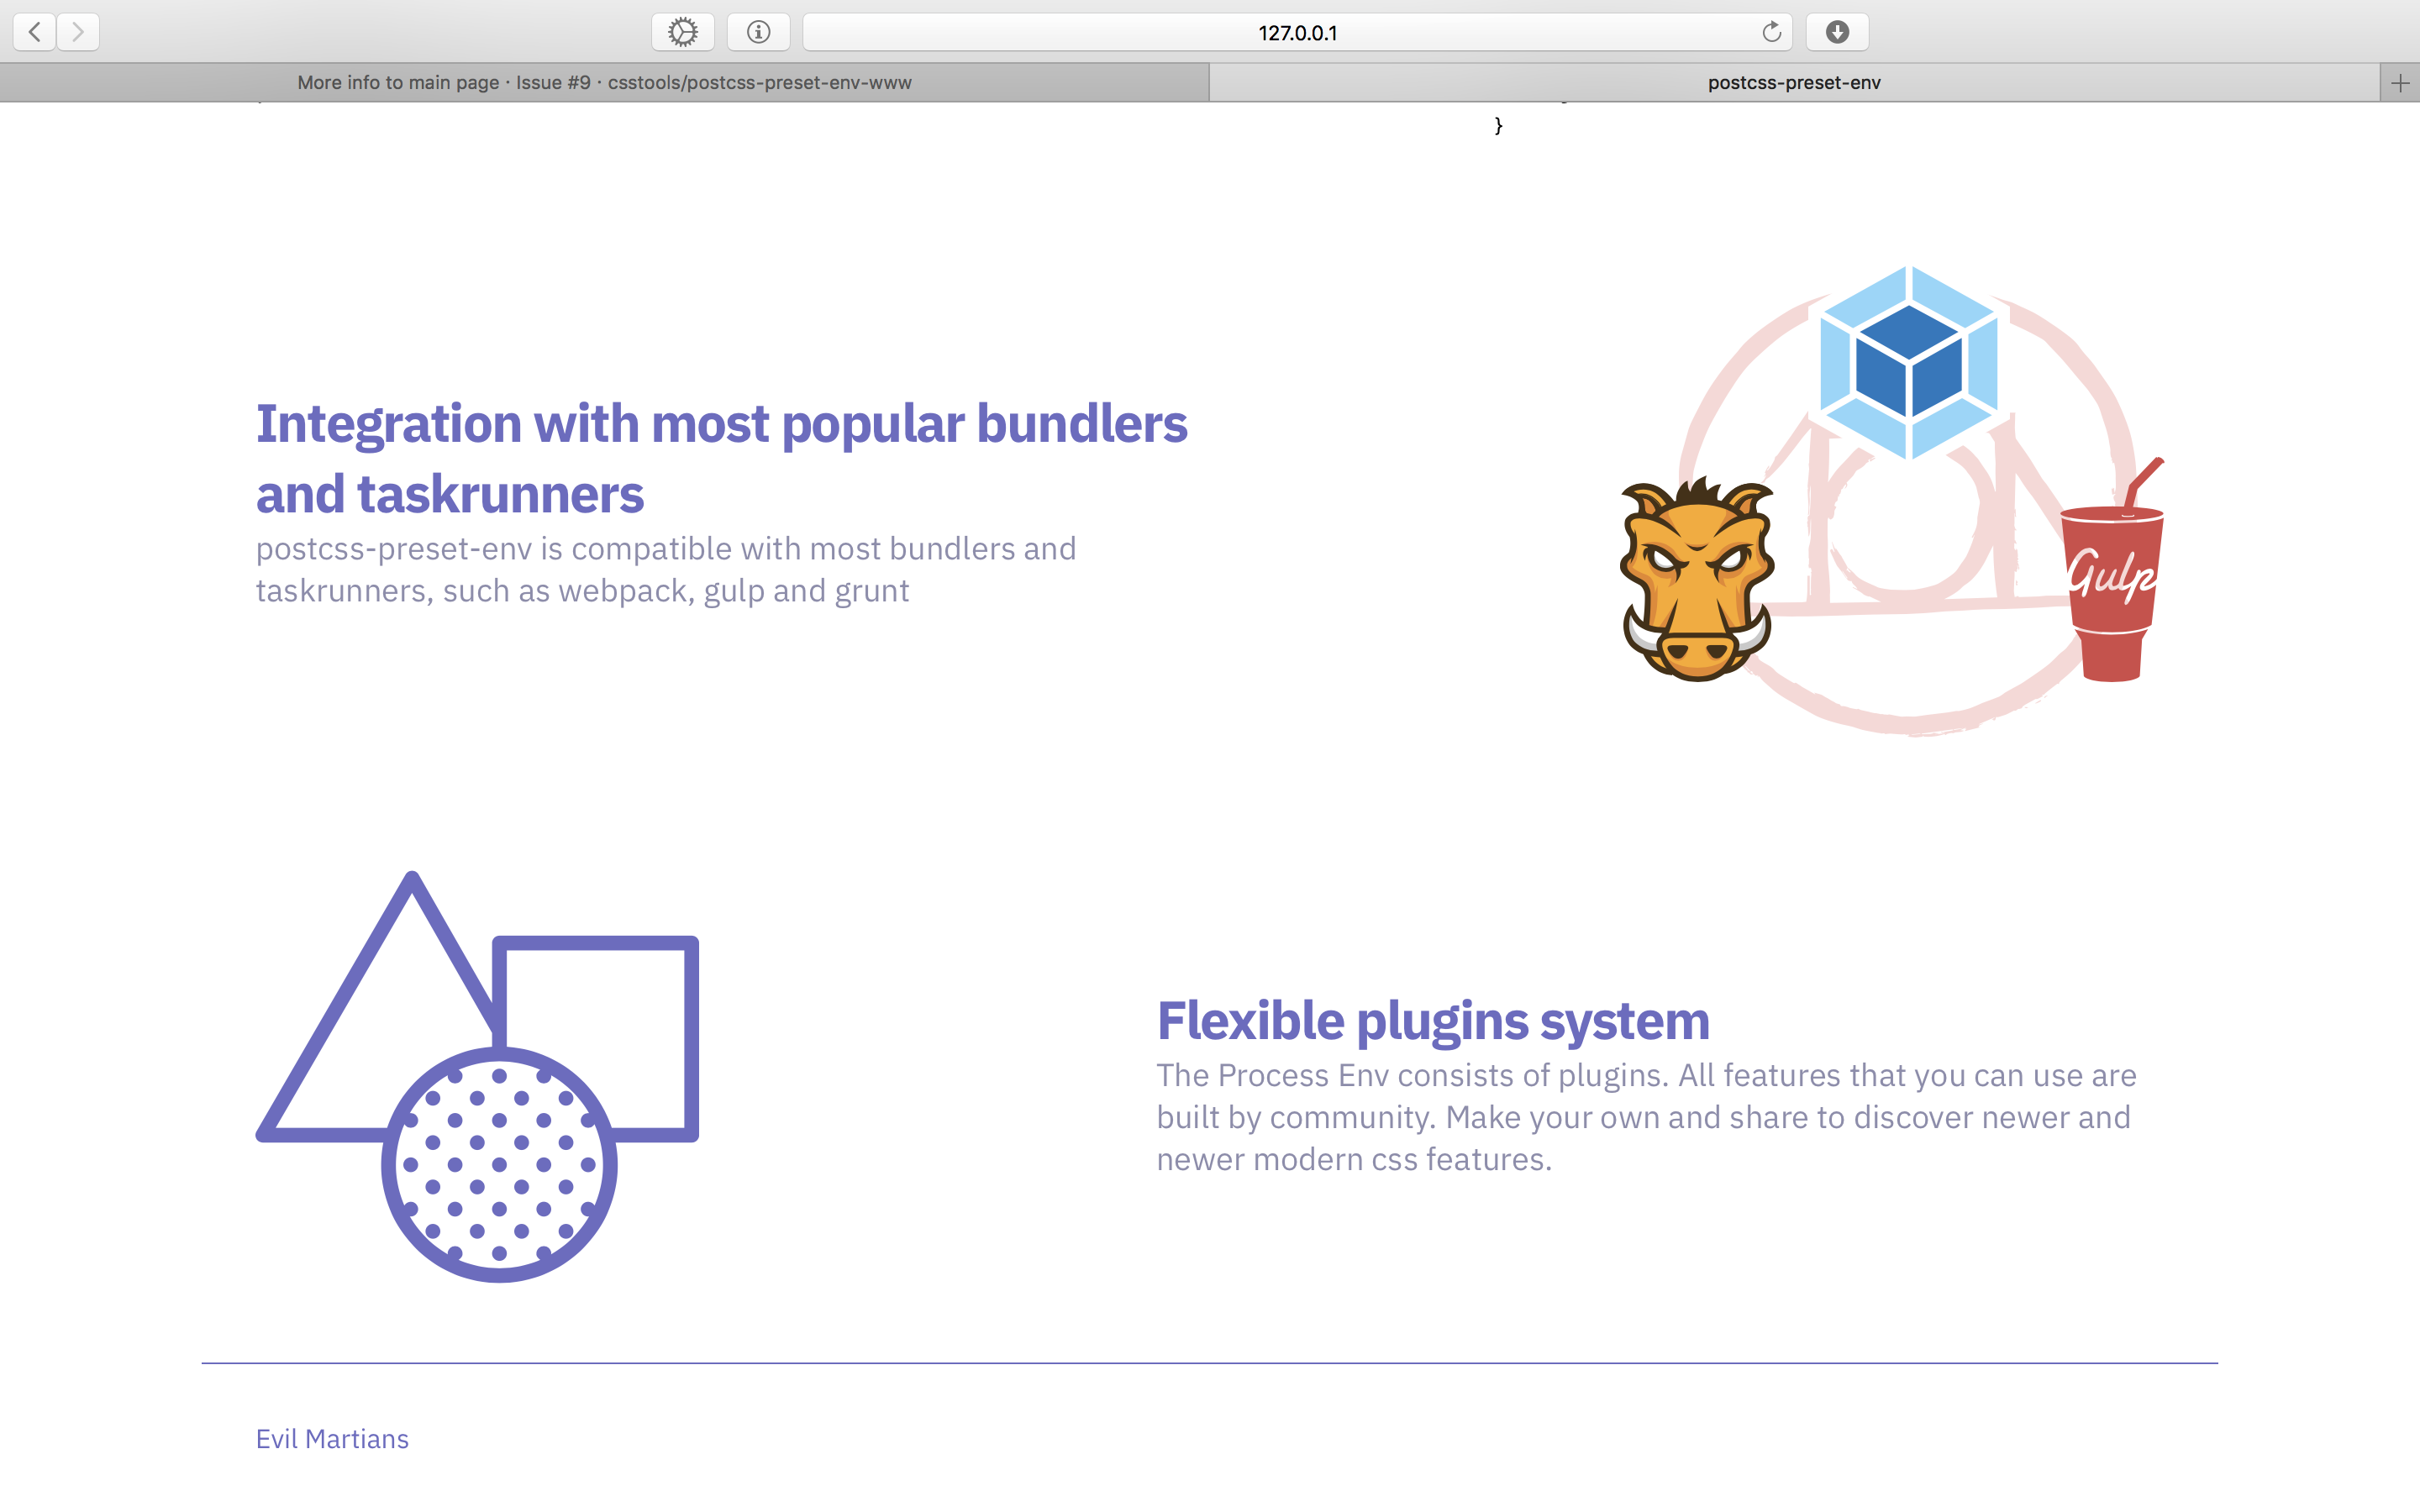 127.0.0.1
More info to main page · Issue #9 · csstools/postcss-preset-env-www
postcss-preset-env
}
Integration with most popular bundlers
and taskrunners
postcss-preset-env is compatible with most bundlers and
taskrunners, such as webpack, gulp and grunt
Gulp
Flexible plugins system
The Process Env consists of plugins. All features that you can use are
built by community. Make your own and share to discover newer and
newer modern css features.
Evil Martians